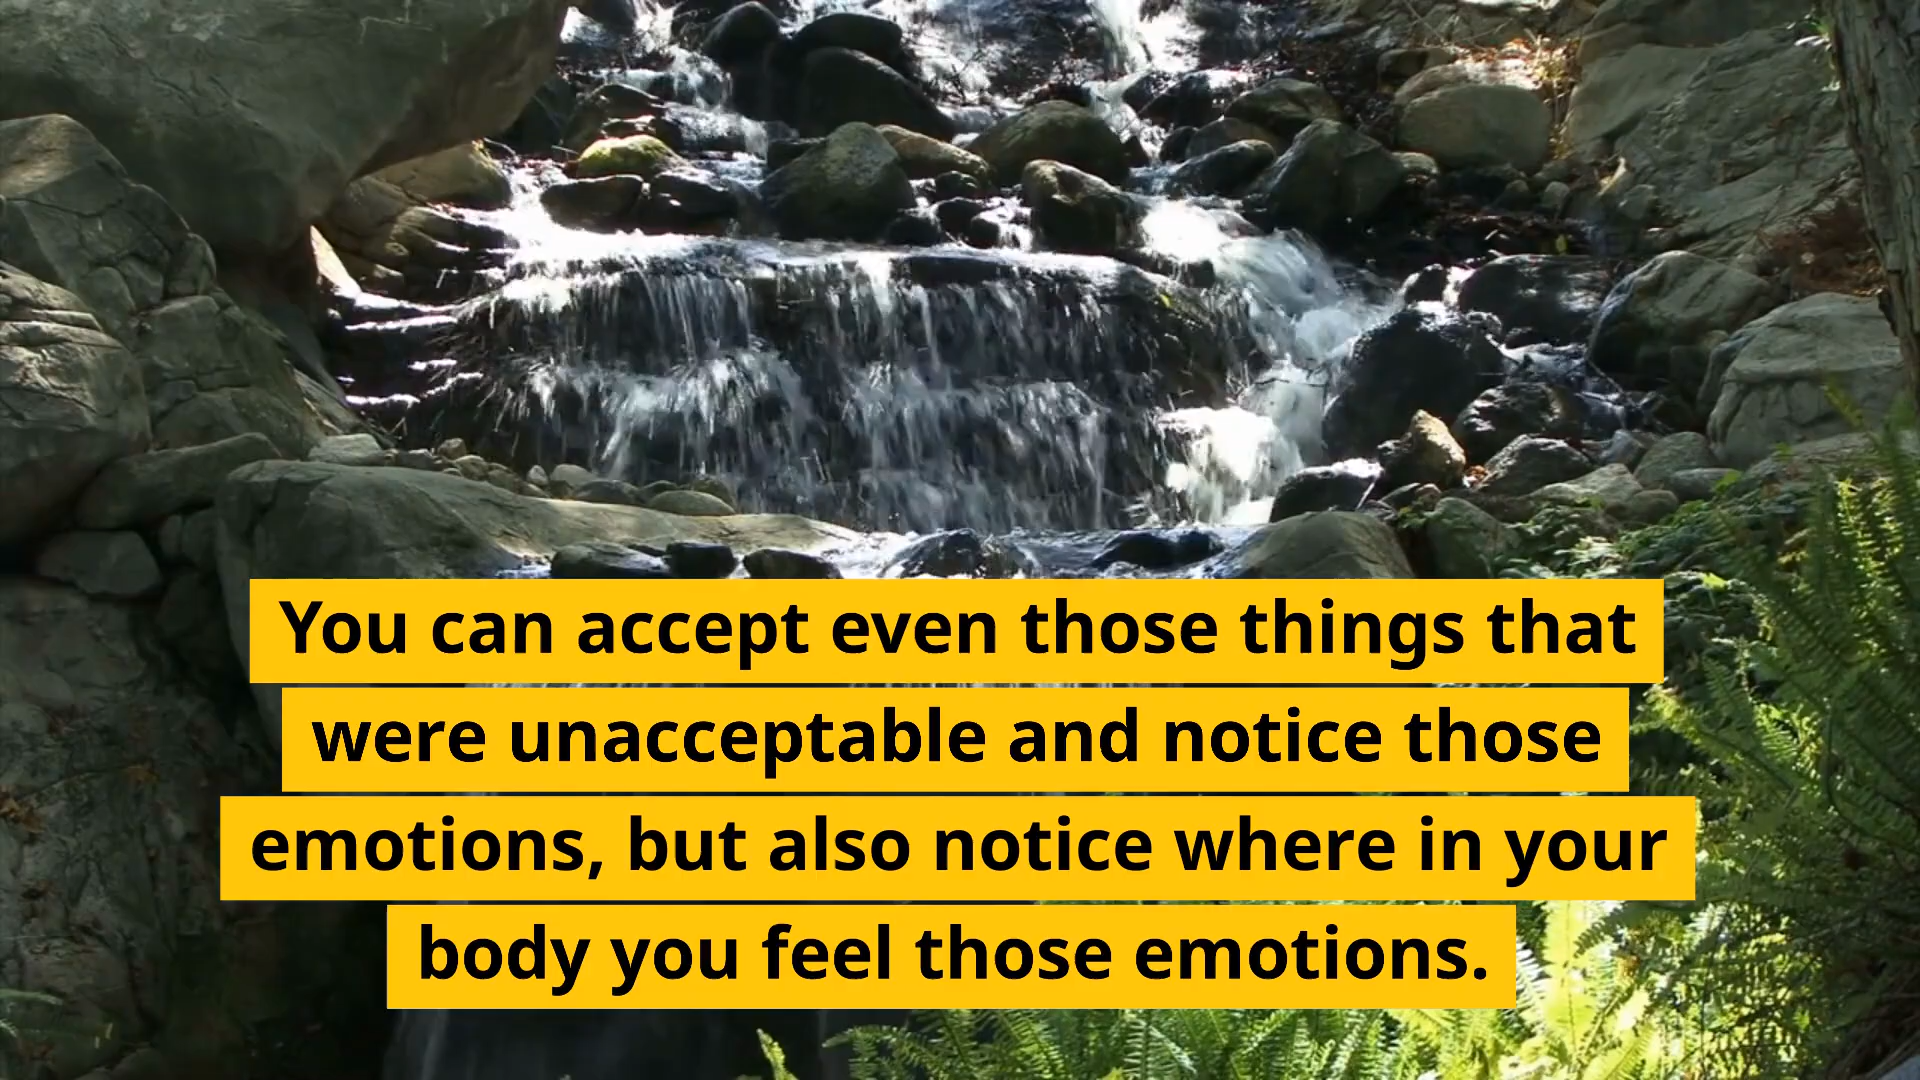 You can accept even those things that
were unacceptable and notice those
emotions, but also notice where in your
body you feel those emotions.